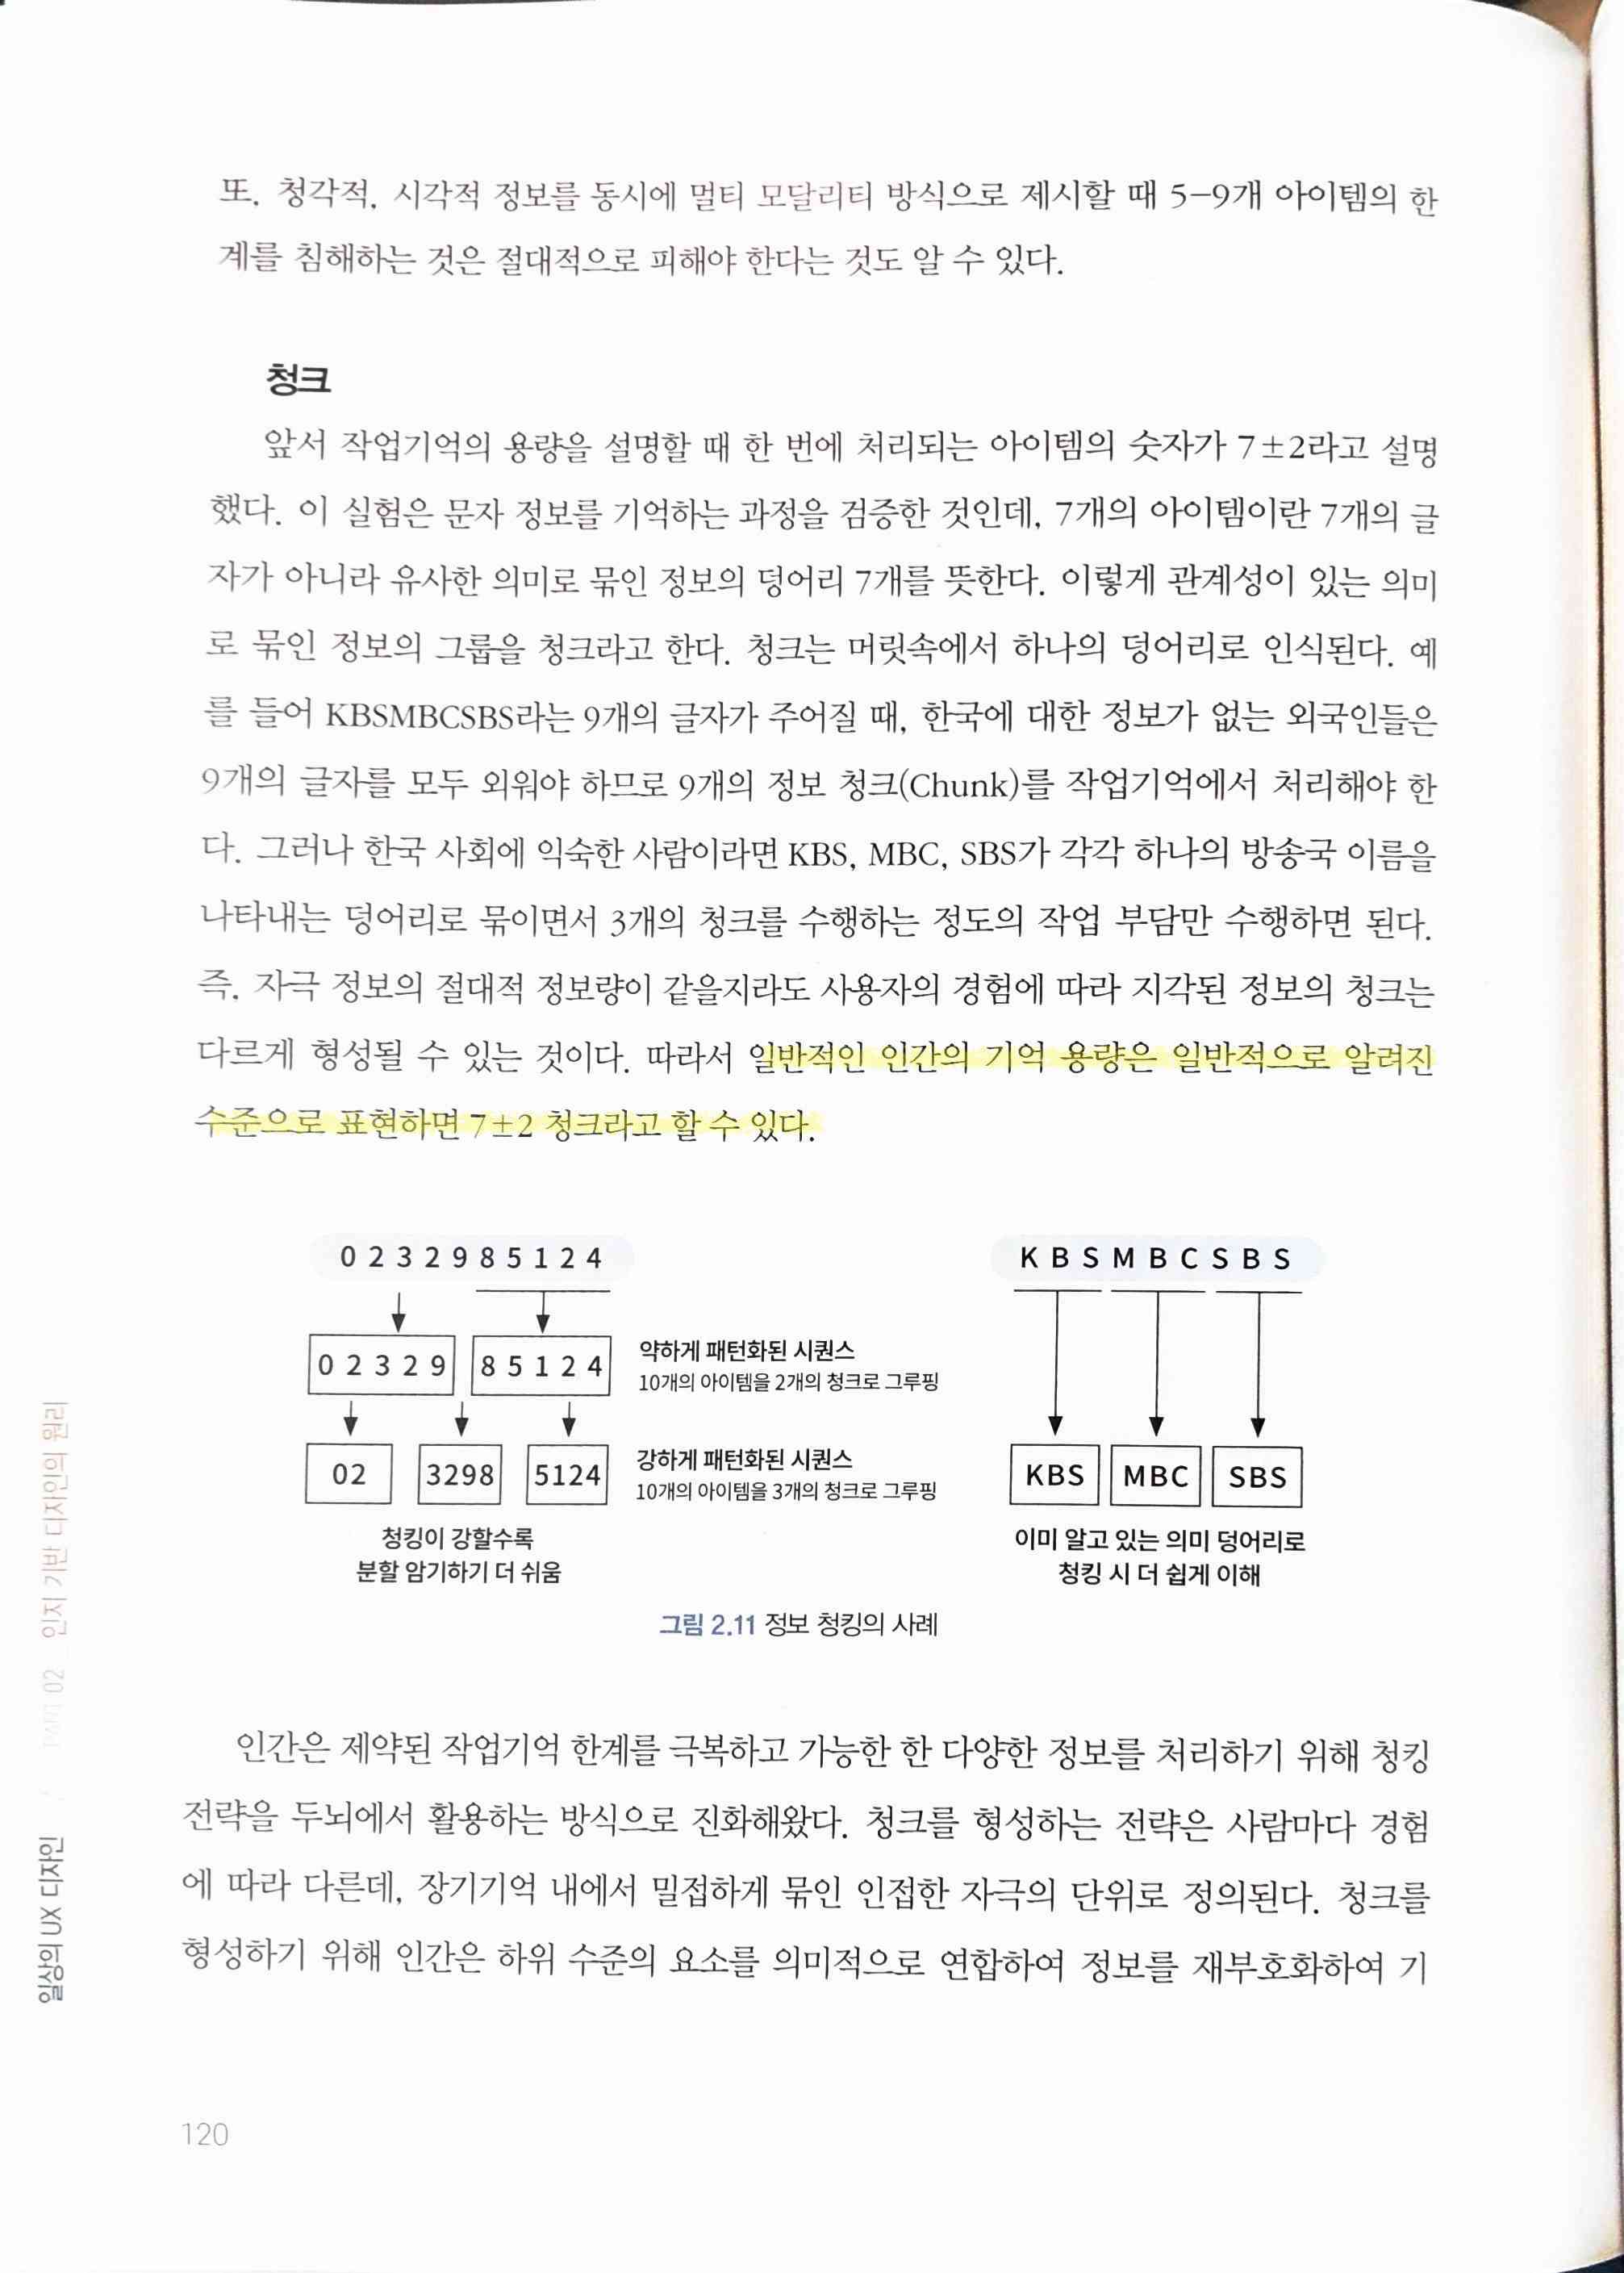 또, 청각적, 시각적 정보를 동시에 멀티 모달리티 방식으로 제시할 때 5–9개 아이템의 한
계를 침해하는 것은 절대적으로 피해야 한다는 것도 알 수 있다.
청크
앞서 작업기억의 용량을 설명할 때 한 번에 처리되는 아이템의 숫자가 7±2라고 설명
했다. 이 실험은 문자 정보를 기억하는 과정을 검증한 것인데, 7개의 아이템이란 7개의 글
자가 아니라 유사한 의미로 묶인 정보의 덩어리 7개를 뜻한다. 이렇게 관계성이 있는 의미
로 묶인 정보의 그룹을 청크라고 한다. 청크는 머릿속에서 하나의 덩어리로 인식된다. 예
를 들어 KBSMBCSBS라는 9개의 글자가 주어질 때, 한국에 대한 정보가 없는 외국인들은
9개의 글자를 모두 외워야 하므로 9개의 정보 청크(Chunk)를 작업기억에서 처리해야 한
다. 그러나 한국 사회에 익숙한 사람이라면 KBS, MBC, SBS가 각각 하나의 방송국 이름을
나타내는 덩어리로 묶이면서 3개의 청크를 수행하는 정도의 작업 부담만 수행하면 된다.
즉, 자극 정보의 절대적 정보량이 같을지라도 사용자의 경험에 따라 지각된 정보의 청크는
다르게 형성될 수 있는 것이다. 따라서 일반적인 인간의 기억 용량은 일반적으로 알려진
수준으로 표현하면 7±2 청크라고 할 수 있다.
0 2 3 2 9 8 5 1 2 4
0 2 3 2 9
8 5 1 2 4
약하게 패턴화된 시퀀스
10개의 아이템을 2개의 청크로 그루핑
02
3298
5124
강하게 패턴화된 시퀀스
10개의 아이템을 3개의 청크로 그루핑
청킹이 강할수록
분할 암기하기 더 쉬움
K B S M B C S B S
KBS
MBC
SBS
이미 알고 있는 의미 덩어리로
청킹 시 더 쉽게 이해
그림 2.11 정보 청킹의 사례
인간은 제약된 작업기억 한계를 극복하고 가능한 한 다양한 정보를 처리하기 위해 청킹
전략을 두뇌에서 활용하는 방식으로 진화해왔다. 청크를 형성하는 전략은 사람마다 경험
에 따라 다른데, 장기기억 내에서 밀접하게 묶인 인접한 자극의 단위로 정의된다. 청크를
형성하기 위해 인간은 하위 수준의 요소를 의미적으로 연합하여 정보를 재부호화하여 기
일상의 UX 디자인 / PART 02 인지 기반 디자인의 원리
120